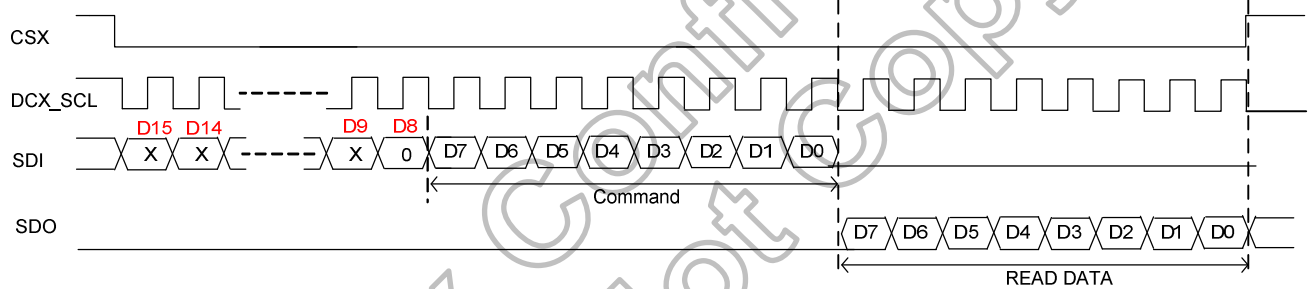 CSX
DCX_SCL
D15 D14 D9 D8
SDI X X X 0 D7 D6 D5 D4 D3 D2 D1 D0
Command
SDO D7 D6 D5 D4 D3 D2 D1 D0
READ DATA